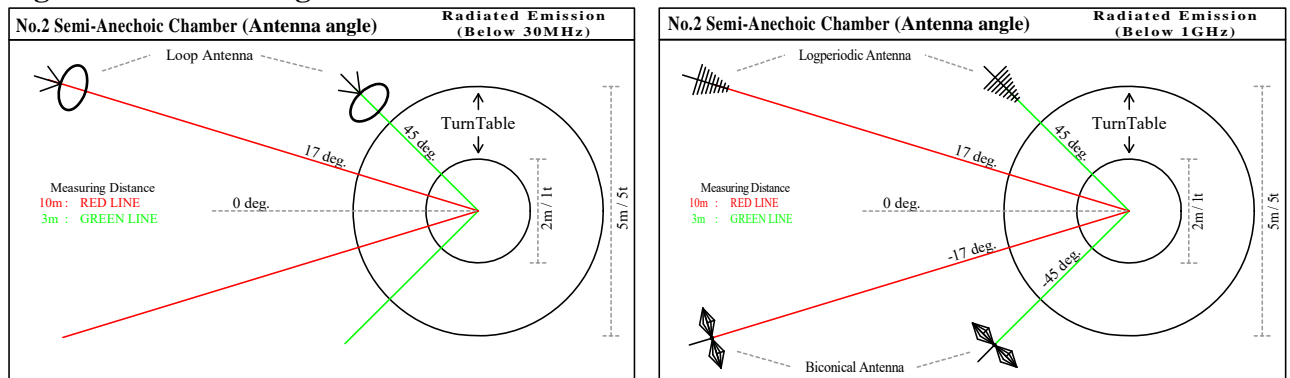 No.2 Semi-Anechoic Chamber (Antenna angle)
Radiated Emission
(Below 30MHz)
Loop Antenna
TurnTable
45 deg.
17 deg.
Measuring Distance
10m : RED LINE
3m : GREEN LINE
0 deg.
2m / 1t
5m / 5t
No.2 Semi-Anechoic Chamber (Antenna angle)
Radiated Emission
(Below 1GHz)
Logperiodic Antenna
TurnTable
45 deg.
17 deg.
Measuring Distance
10m : RED LINE
3m : GREEN LINE
0 deg.
2m / 1t
5m / 5t
-17 deg.
-45 deg.
Biconical Antenna